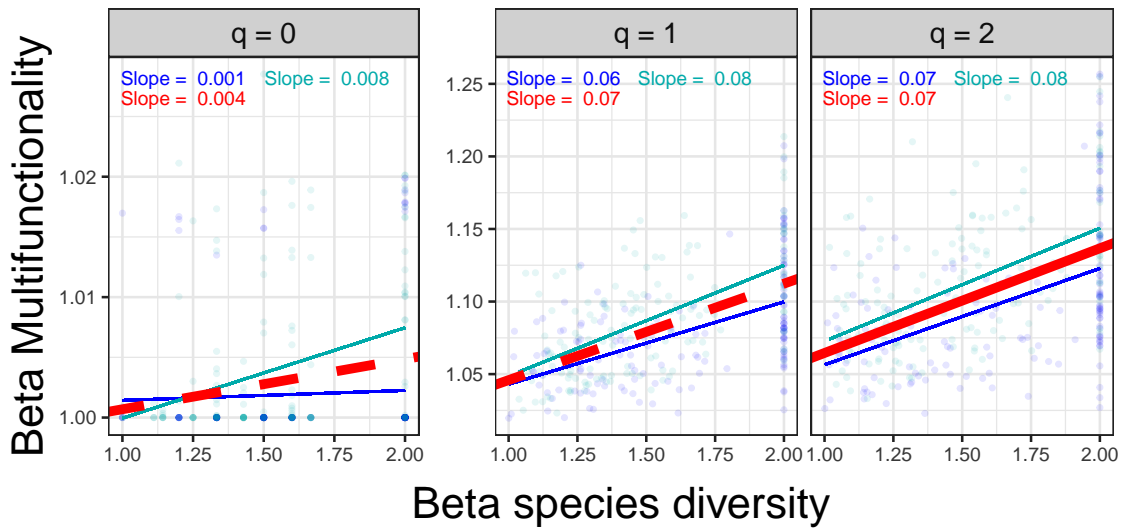 q = 0
q = 1
q = 2
Slope = 0.001 Slope = 0.008
Slope = 0.004
Slope = 0.06 Slope = 0.08
Slope = 0.07
Slope = 0.07 Slope = 0.08
Slope = 0.07
Beta Multifunctionality
1.02
1.01
1.00
1.25
1.20
1.15
1.10
1.05
1.00 1.25 1.50 1.75 2.00
1.00 1.25 1.50 1.75 2.00
1.00 1.25 1.50 1.75 2.00
Beta species diversity